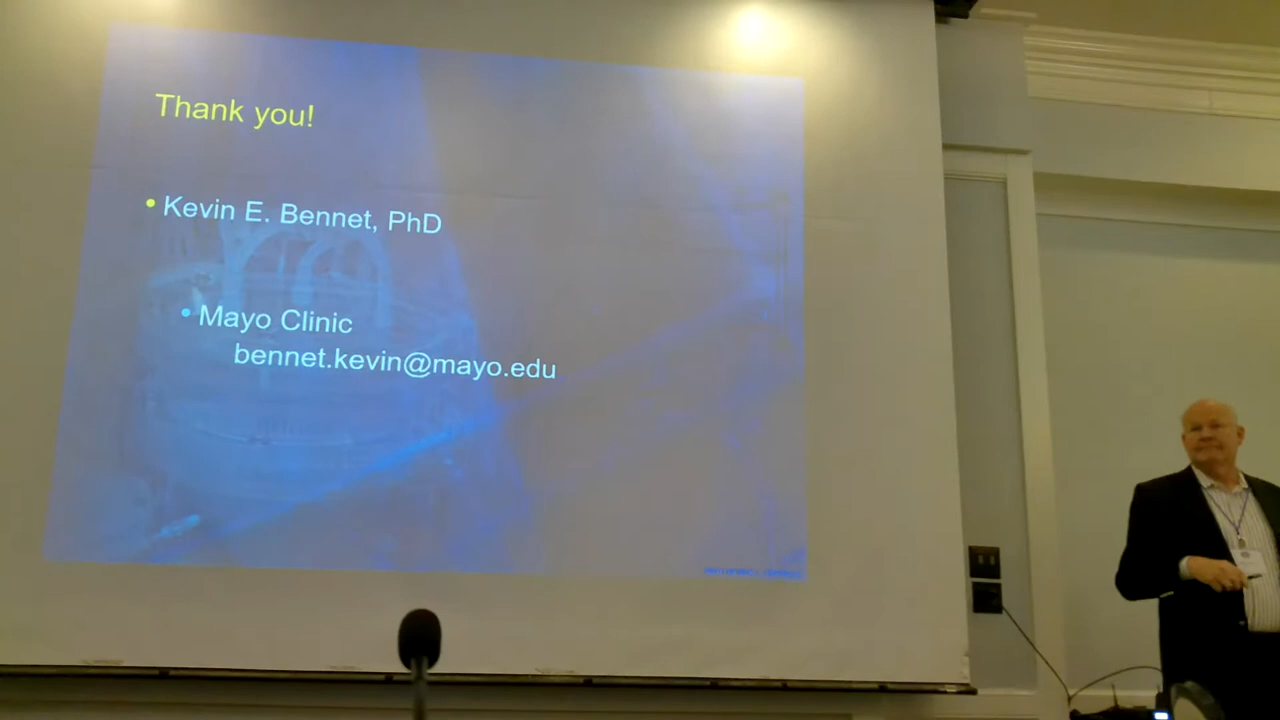 Thank you!
• Kevin E. Bennet, PhD
• Mayo Clinic
bennet.kevin@mayo.edu